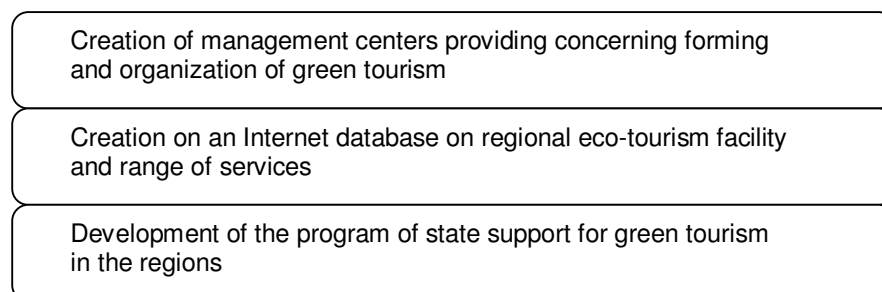 Creation of management centers providing concerning forming
and organization of green tourism
Creation on an Internet database on regional eco-tourism facility
and range of services
Development of the program of state support for green tourism
in the regions